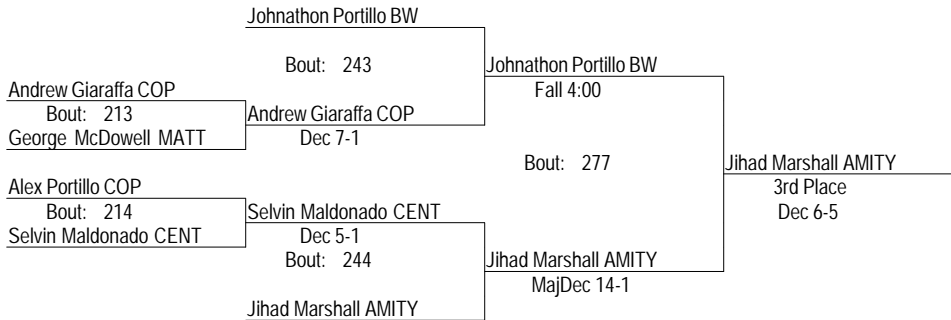 Johnathon Portillo BW
Bout: 243
Johnathon Portillo BW
Andrew Giaraffa COP
Fall 4:00
Bout: 213
Andrew Giaraffa COP
George McDowell MATT
Dec 7-1
Bout: 277
Jihad Marshall AMITY
Alex Portillo COP
3rd Place
Bout: 214
Selvin Maldonado CENT
Dec 6-5
Selvin Maldonado CENT
Dec 5-1
Bout: 244
Jihad Marshall AMITY
MajDec 14-1
Jihad Marshall AMITY